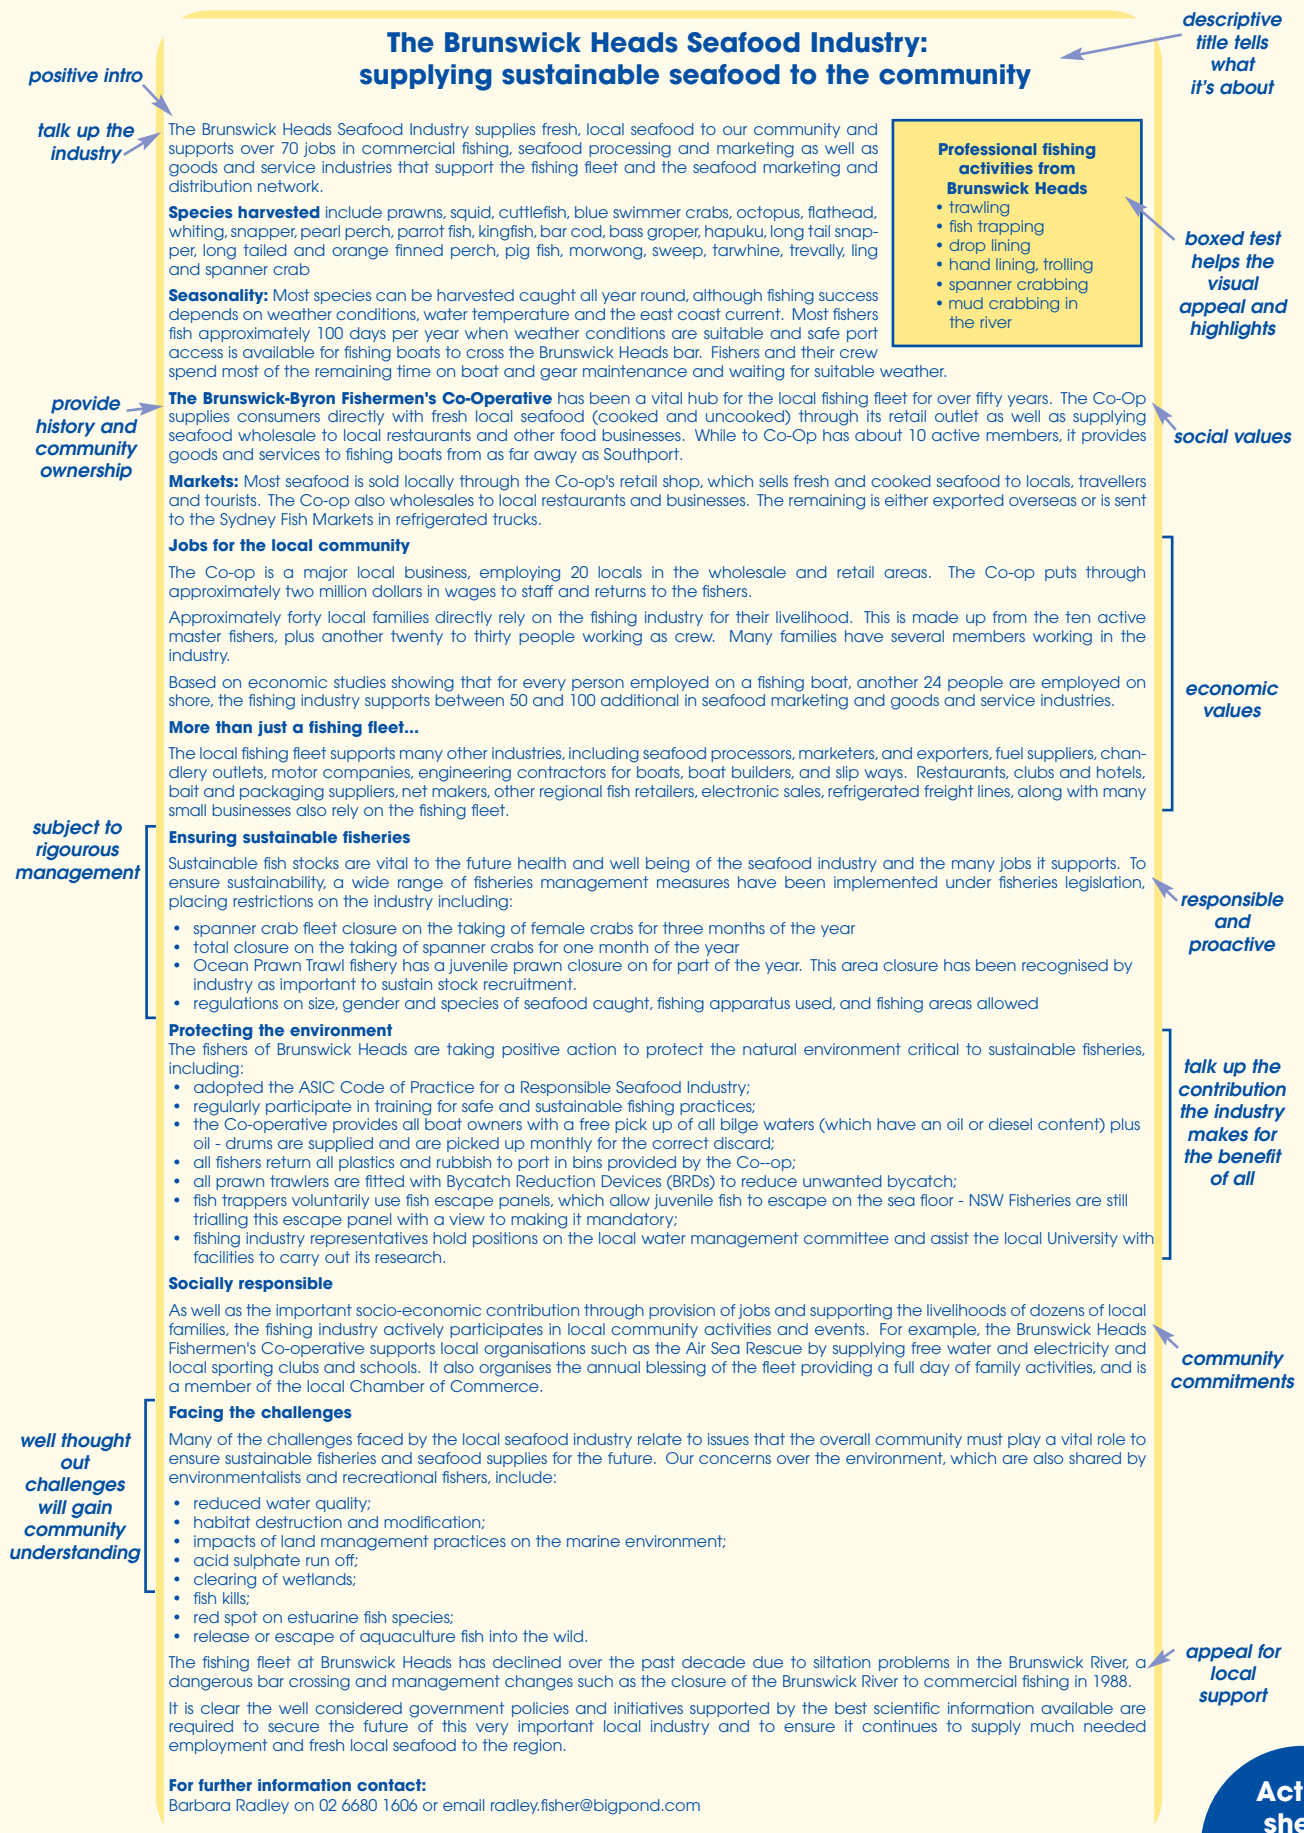 The Brunswick Heads Seafood Industry:
supplying sustainable seafood to the community
descriptive
title tells
what
it's about
positive intro
talk up the
industry
The Brunswick Heads Seafood Industry supplies fresh, local seafood to our community and
supports over 70 jobs in commercial fishing, seafood processing and marketing as well as
goods and service industries that support the fishing fleet and the seafood marketing and
distribution network.
Species harvested include prawns, squid, cuttlefish, blue swimmer crabs, octopus, flathead,
whiting, snapper, pearl perch, parrot fish, kingfish, bar cod, bass groper, hapuku, long tail snap-
per, long tailed and orange finned perch, pig fish, morwong, sweep, tarwhine, trevally, ling
and spanner crab
Seasonality: Most species can be harvested caught all year round, although fishing success
depends on weather conditions, water temperature and the east coast current. Most fishers
fish approximately 100 days per year when weather conditions are suitable and safe port
access is available for fishing boats to cross the Brunswick Heads bar. Fishers and their crew
spend most of the remaining time on boat and gear maintenance and waiting for suitable weather.
Professional fishing
activities from
Brunswick Heads
• trawling
• fish trapping
• drop lining
• hand lining, trolling
• spanner crabbing
• mud crabbing in
the river
boxed test
helps the
visual
appeal and
highlights
provide
history and
community
ownership
The Brunswick-Byron Fishermen's Co-Operative has been a vital hub for the local fishing fleet for over fifty years. The Co-Op
supplies consumers directly with fresh local seafood (cooked and uncooked) through its retail outlet as well as supplying
seafood wholesale to local restaurants and other food businesses. While to Co-Op has about 10 active members, it provides
goods and services to fishing boats from as far away as Southport.
social values
Markets: Most seafood is sold locally through the Co-op's retail shop, which sells fresh and cooked seafood to locals, travellers
and tourists. The Co-op also wholesales to local restaurants and businesses. The remaining is either exported overseas or is sent
to the Sydney Fish Markets in refrigerated trucks.
Jobs for the local community
The Co-op is a major local business, employing 20 locals in the wholesale and retail areas. The Co-op puts through
approximately two million dollars in wages to staff and returns to the fishers.
Approximately forty local families directly rely on the fishing industry for their livelihood. This is made up from the ten active
master fishers, plus another twenty to thirty people working as crew. Many families have several members working in the
industry.
Based on economic studies showing that for every person employed on a fishing boat, another 24 people are employed on
shore, the fishing industry supports between 50 and 100 additional in seafood marketing and goods and service industries.
economic
values
More than just a fishing fleet...
The local fishing fleet supports many other industries, including seafood processors, marketers, and exporters, fuel suppliers, chan-
dlery outlets, motor companies, engineering contractors for boats, boat builders, and slip ways. Restaurants, clubs and hotels,
bait and packaging suppliers, net makers, other regional fish retailers, electronic sales, refrigerated freight lines, along with many
small businesses also rely on the fishing fleet.
subject to
rigourous
management
Ensuring sustainable fisheries
Sustainable fish stocks are vital to the future health and well being of the seafood industry and the many jobs it supports. To
ensure sustainability, a wide range of fisheries management measures have been implemented under fisheries legislation,
placing restrictions on the industry including:
• spanner crab fleet closure on the taking of female crabs for three months of the year
• total closure on the taking of spanner crabs for one month of the year
• Ocean Prawn Trawl fishery has a juvenile prawn closure on for part of the year. This area closure has been recognised by
industry as important to sustain stock recruitment.
• regulations on size, gender and species of seafood caught, fishing apparatus used, and fishing areas allowed
responsible
and
proactive
Protecting the environment
The fishers of Brunswick Heads are taking positive action to protect the natural environment critical to sustainable fisheries,
including:
• adopted the ASIC Code of Practice for a Responsible Seafood Industry;
• regularly participate in training for safe and sustainable fishing practices;
• the Co-operative provides all boat owners with a free pick up of all bilge waters (which have an oil or diesel content) plus
oil - drums are supplied and are picked up monthly for the correct discard;
• all fishers return all plastics and rubbish to port in bins provided by the Co--op;
• all prawn trawlers are fitted with Bycatch Reduction Devices (BRDs) to reduce unwanted bycatch;
• fish trappers voluntarily use fish escape panels, which allow juvenile fish to escape on the sea floor - NSW Fisheries are still
trialling this escape panel with a view to making it mandatory;
• fishing industry representatives hold positions on the local water management committee and assist the local University with
facilities to carry out its research.
talk up the
contribution
the industry
makes for
the benefit
of all
Socially responsible
As well as the important socio-economic contribution through provision of jobs and supporting the livelihoods of dozens of local
families, the fishing industry actively participates in local community activities and events. For example, the Brunswick Heads
Fishermen's Co-operative supports local organisations such as the Air Sea Rescue by supplying free water and electricity and
local sporting clubs and schools. It also organises the annual blessing of the fleet providing a full day of family activities, and is
a member of the local Chamber of Commerce.
community
commitments
well thought
out
challenges
will gain
community
understanding
Facing the challenges
Many of the challenges faced by the local seafood industry relate to issues that the overall community must play a vital role to
ensure sustainable fisheries and seafood supplies for the future. Our concerns over the environment, which are also shared by
environmentalists and recreational fishers, include:
• reduced water quality;
• habitat destruction and modification;
• impacts of land management practices on the marine environment;
• acid sulphate run off;
• clearing of wetlands;
• fish kills;
• red spot on estuarine fish species;
• release or escape of aquaculture fish into the wild.
The fishing fleet at Brunswick Heads has declined over the past decade due to siltation problems in the Brunswick River, a
dangerous bar crossing and management changes such as the closure of the Brunswick River to commercial fishing in 1988.
appeal for
local
support
It is clear the well considered government policies and initiatives supported by the best scientific information available are
required to secure the future of this very important local industry and to ensure it continues to supply much needed
employment and fresh local seafood to the region.
For further information contact:
Barbara Radley on 02 6680 1606 or email radley.fisher@bigpond.com
Act
she